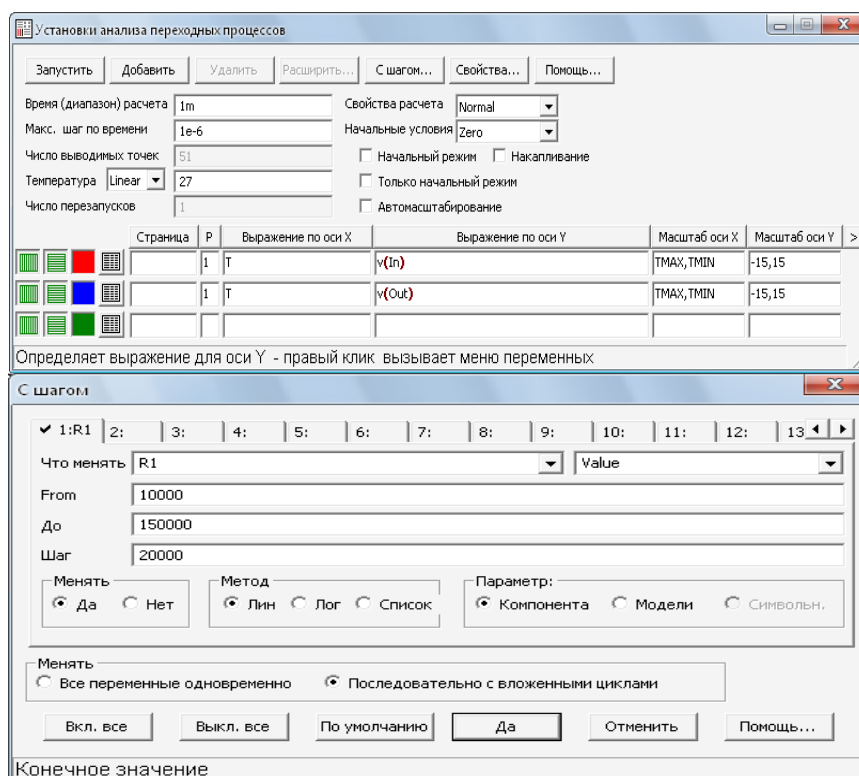 Установки анализа переходных процессов
Запустить Добавить Удалить Расширить... С шагом... Свойства... Помощь...
Время (диапазон) расчета 1m Свойства расчета Normal
Макс. шаг по времени 1e-6 Начальные условия Zero
Число выводимых точек 51 Начальный режим Накапливание
Температура Linear 27 Только начальный режим
Число перезапусков 1 Автомасштабирование
Страница P Выражение по оси X Выражение по оси Y Масштаб оси X Масштаб оси Y >
1 T v(In) TMAX,TMIN -15,15
1 T v(Out) TMAX,TMIN -15,15
Определяет выражение для оси Y - правый клик вызывает меню переменных
С шагом
1:R1 2: 3: 4: 5: 6: 7: 8: 9: 10: 11: 12: 13
Что менять R1 Value
From 10000
До 150000
Шаг 20000
Менять Метод Параметр:
Да Нет Лин Лог Список Компонента Модели Символьн.
Менять
Все переменные одновременно Последовательно с вложенными циклами
Вкл. все Выкл. все По умолчанию Да Отменить Помощь...
Конечное значение